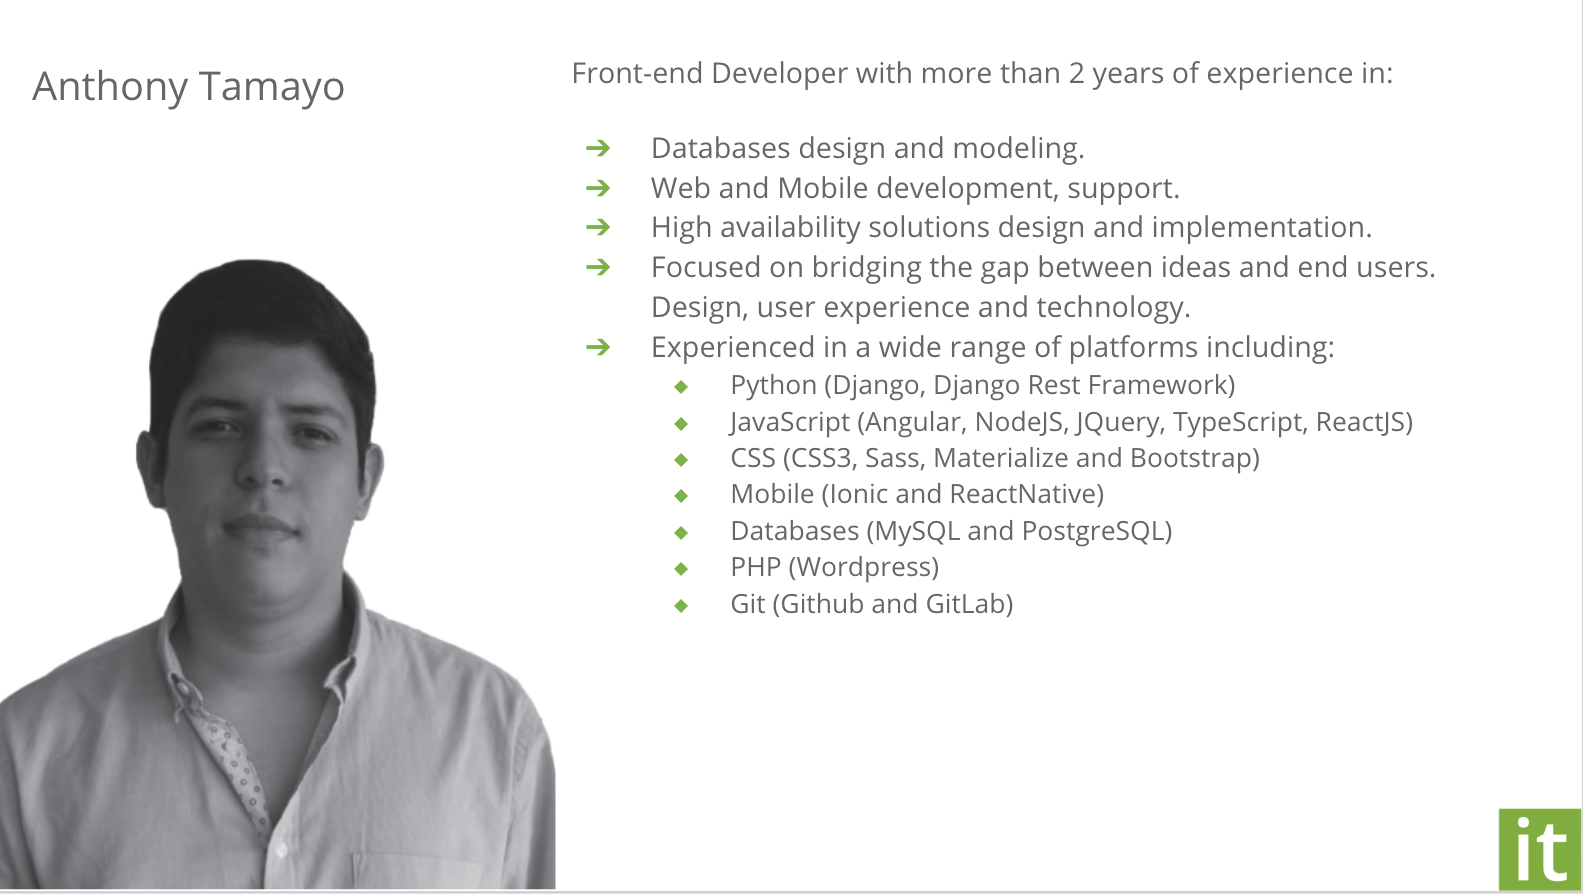 Anthony Tamayo
Front-end Developer with more than 2 years of experience in:
➔ Databases design and modeling.
➔ Web and Mobile development, support.
➔ High availability solutions design and implementation.
➔ Focused on bridging the gap between ideas and end users.
Design, user experience and technology.
➔ Experienced in a wide range of platforms including:
◆ Python (Django, Django Rest Framework)
◆ JavaScript (Angular, NodeJS, JQuery, TypeScript, ReactJS)
◆ CSS (CSS3, Sass, Materialize and Bootstrap)
◆ Mobile (Ionic and ReactNative)
◆ Databases (MySQL and PostgreSQL)
◆ PHP (Wordpress)
◆ Git (Github and GitLab)
it